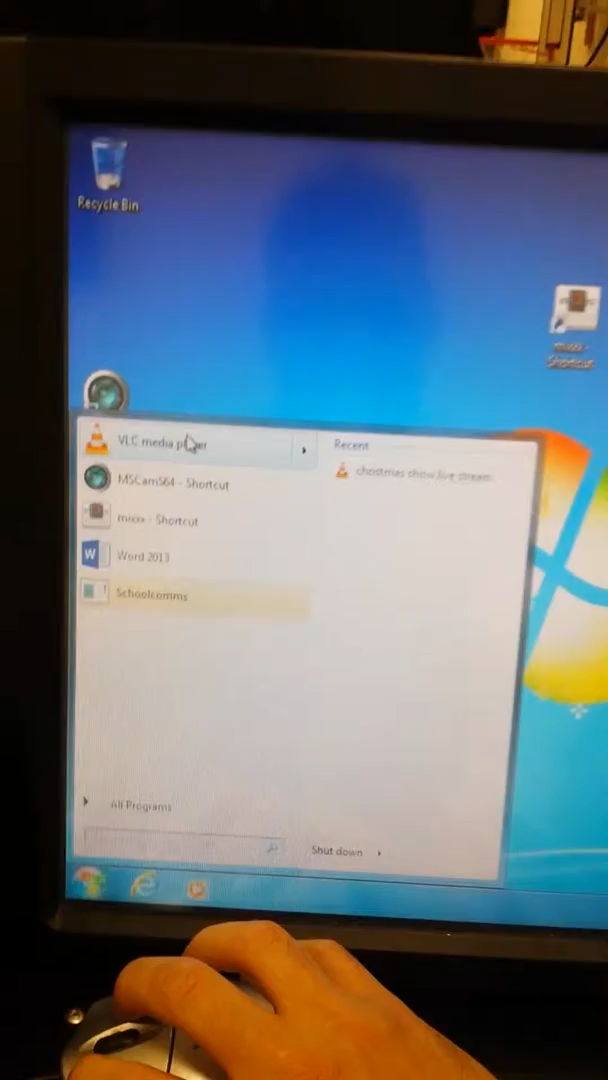 Recycle Bin
Shortcut
VLC media player
Recent
christmas show live stream
MSCam564 - Shortcut
mixxx - Shortcut
Word 2013
Schoolcomms
All Programs
Shut down